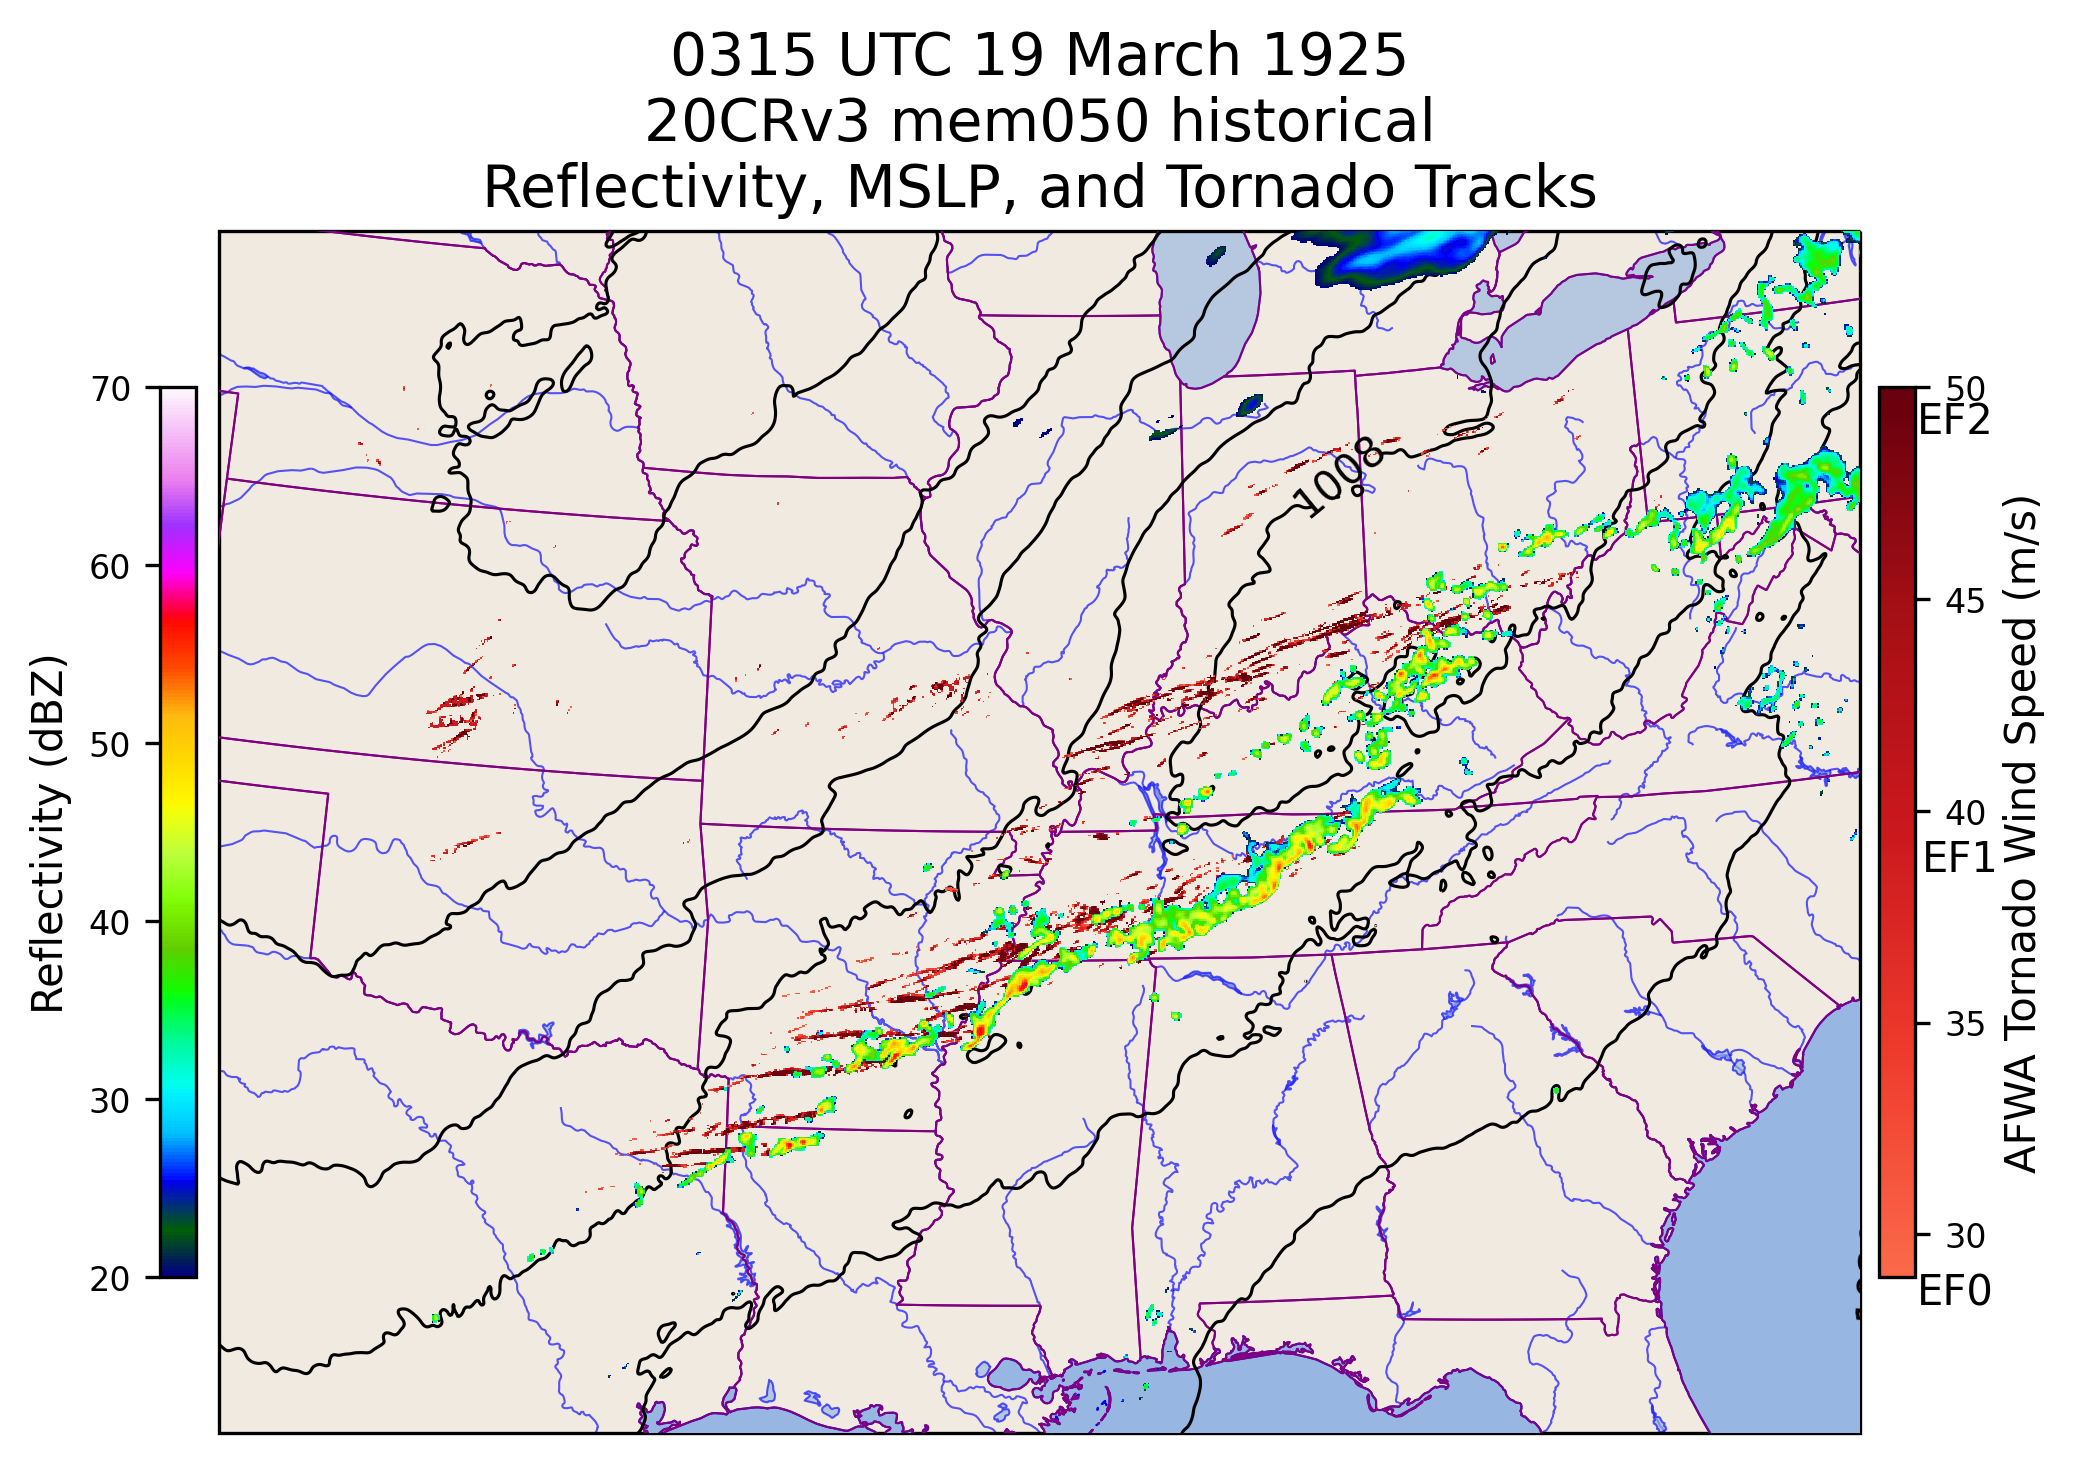 0315 UTC 19 March 1925
20CRv3 mem050 historical
Reflectivity, MSLP, and Tornado Tracks
1008
Reflectivity (dBZ)
70
60
50
40
30
20
50
EF2
45
40
EF1
35
30
EF0
AFWA Tornado Wind Speed (m/s)